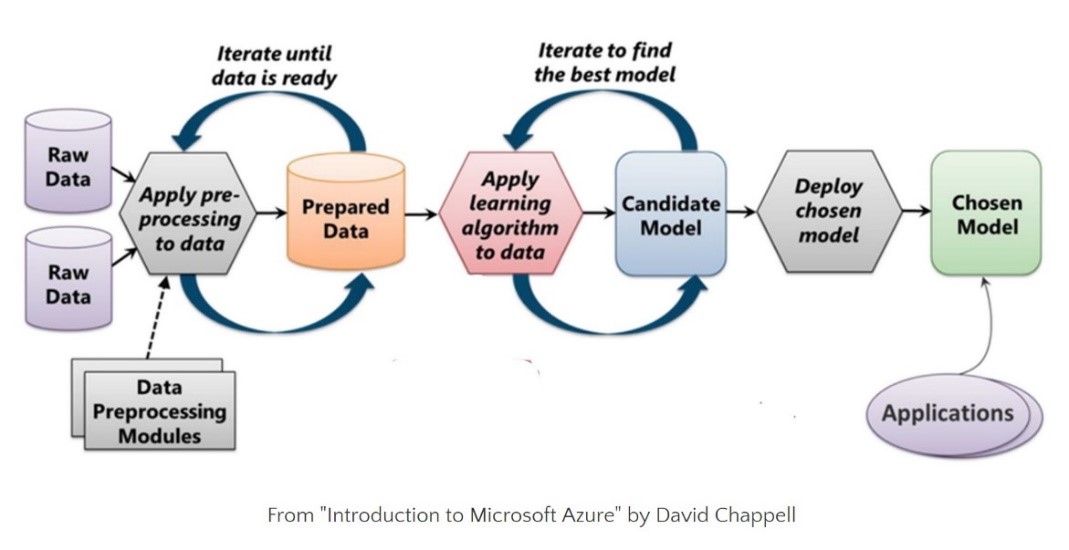 Iterate until
data is ready
Iterate to find
the best model
Raw
Data
Raw
Data
Apply pre-
processing
to data
Prepared
Data
Apply
learning
algorithm
to data
Candidate
Model
Deploy
chosen
model
Chosen
Model
Data
Preprocessing
Modules
Applications
From "Introduction to Microsoft Azure" by David Chappell